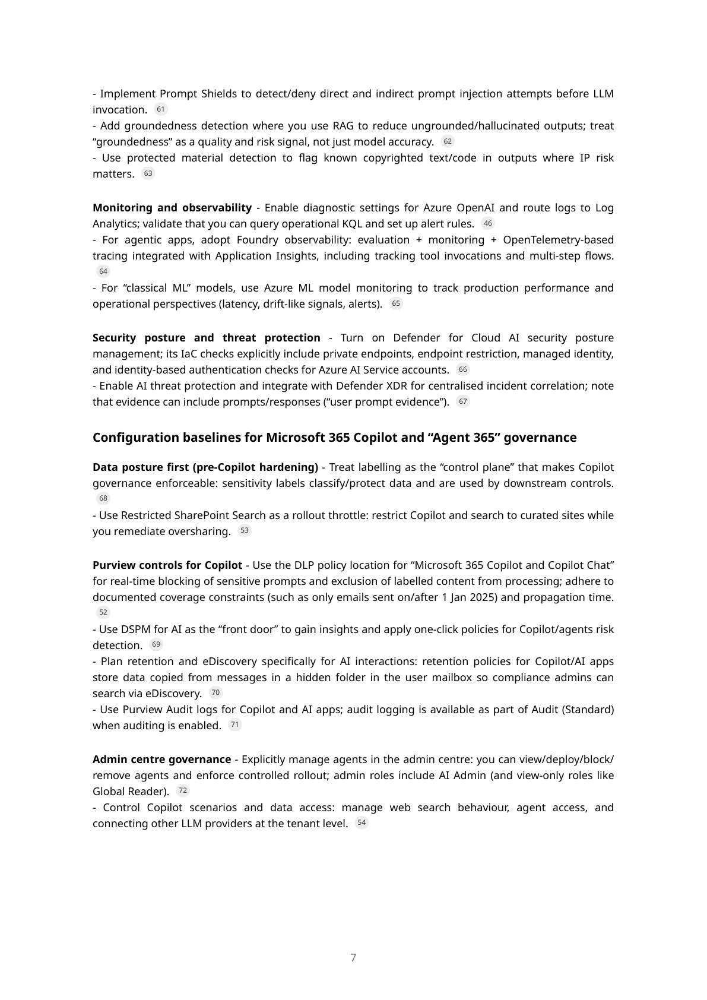 - Implement Prompt Shields to detect/deny direct and indirect prompt injection attempts before LLM
invocation. 61
- Add groundedness detection where you use RAG to reduce ungrounded/hallucinated outputs; treat
“groundedness” as a quality and risk signal, not just model accuracy. 62
- Use protected material detection to flag known copyrighted text/code in outputs where IP risk
matters. 63
Monitoring and observability - Enable diagnostic settings for Azure OpenAI and route logs to Log
Analytics; validate that you can query operational KQL and set up alert rules. 46
- For agentic apps, adopt Foundry observability: evaluation + monitoring + OpenTelemetry-based
tracing integrated with Application Insights, including tracking tool invocations and multi-step flows.
64
- For “classical ML” models, use Azure ML model monitoring to track production performance and
operational perspectives (latency, drift-like signals, alerts). 65
Security posture and threat protection - Turn on Defender for Cloud AI security posture
management; its IaC checks explicitly include private endpoints, endpoint restriction, managed identity,
and identity-based authentication checks for Azure AI Service accounts. 66
- Enable AI threat protection and integrate with Defender XDR for centralised incident correlation; note
that evidence can include prompts/responses (“user prompt evidence”). 67
Configuration baselines for Microsoft 365 Copilot and “Agent 365” governance
Data posture first (pre-Copilot hardening) - Treat labelling as the “control plane” that makes Copilot
governance enforceable: sensitivity labels classify/protect data and are used by downstream controls.
68
- Use Restricted SharePoint Search as a rollout throttle: restrict Copilot and search to curated sites while
you remediate oversharing. 53
Purview controls for Copilot - Use the DLP policy location for “Microsoft 365 Copilot and Copilot Chat”
for real-time blocking of sensitive prompts and exclusion of labelled content from processing; adhere to
documented coverage constraints (such as only emails sent on/after 1 Jan 2025) and propagation time.
52
- Use DSPM for AI as the “front door” to gain insights and apply one-click policies for Copilot/agents risk
detection. 69
- Plan retention and eDiscovery specifically for AI interactions: retention policies for Copilot/AI apps
store data copied from messages in a hidden folder in the user mailbox so compliance admins can
search via eDiscovery. 70
- Use Purview Audit logs for Copilot and AI apps; audit logging is available as part of Audit (Standard)
when auditing is enabled. 71
Admin centre governance - Explicitly manage agents in the admin centre: you can view/deploy/block/
remove agents and enforce controlled rollout; admin roles include AI Admin (and view-only roles like
Global Reader). 72
- Control Copilot scenarios and data access: manage web search behaviour, agent access, and
connecting other LLM providers at the tenant level. 54
7